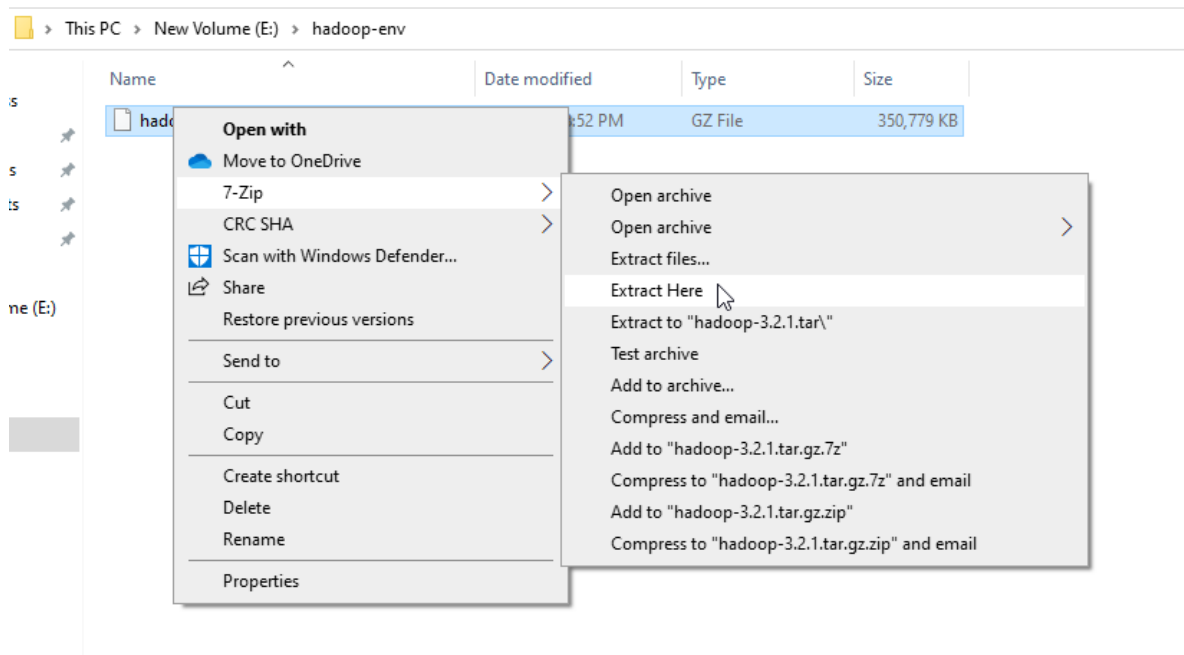 This PC > New Volume (E:) > hadoop-env
Name Date modified Type Size
:52 PM GZ File 350,779 KB
me (E:)
Open with
Move to OneDrive
7-Zip
CRC SHA
Scan with Windows Defender...
Share
Restore previous versions
Send to
Cut
Copy
Create shortcut
Delete
Rename
Properties
Open archive
Open archive
Extract files...
Extract Here
Extract to "hadoop-3.2.1.tar\"
Test archive
Add to archive...
Compress and email...
Add to "hadoop-3.2.1.tar.gz.7z"
Compress to "hadoop-3.2.1.tar.gz.7z" and email
Add to "hadoop-3.2.1.tar.gz.zip"
Compress to "hadoop-3.2.1.tar.gz.zip" and email